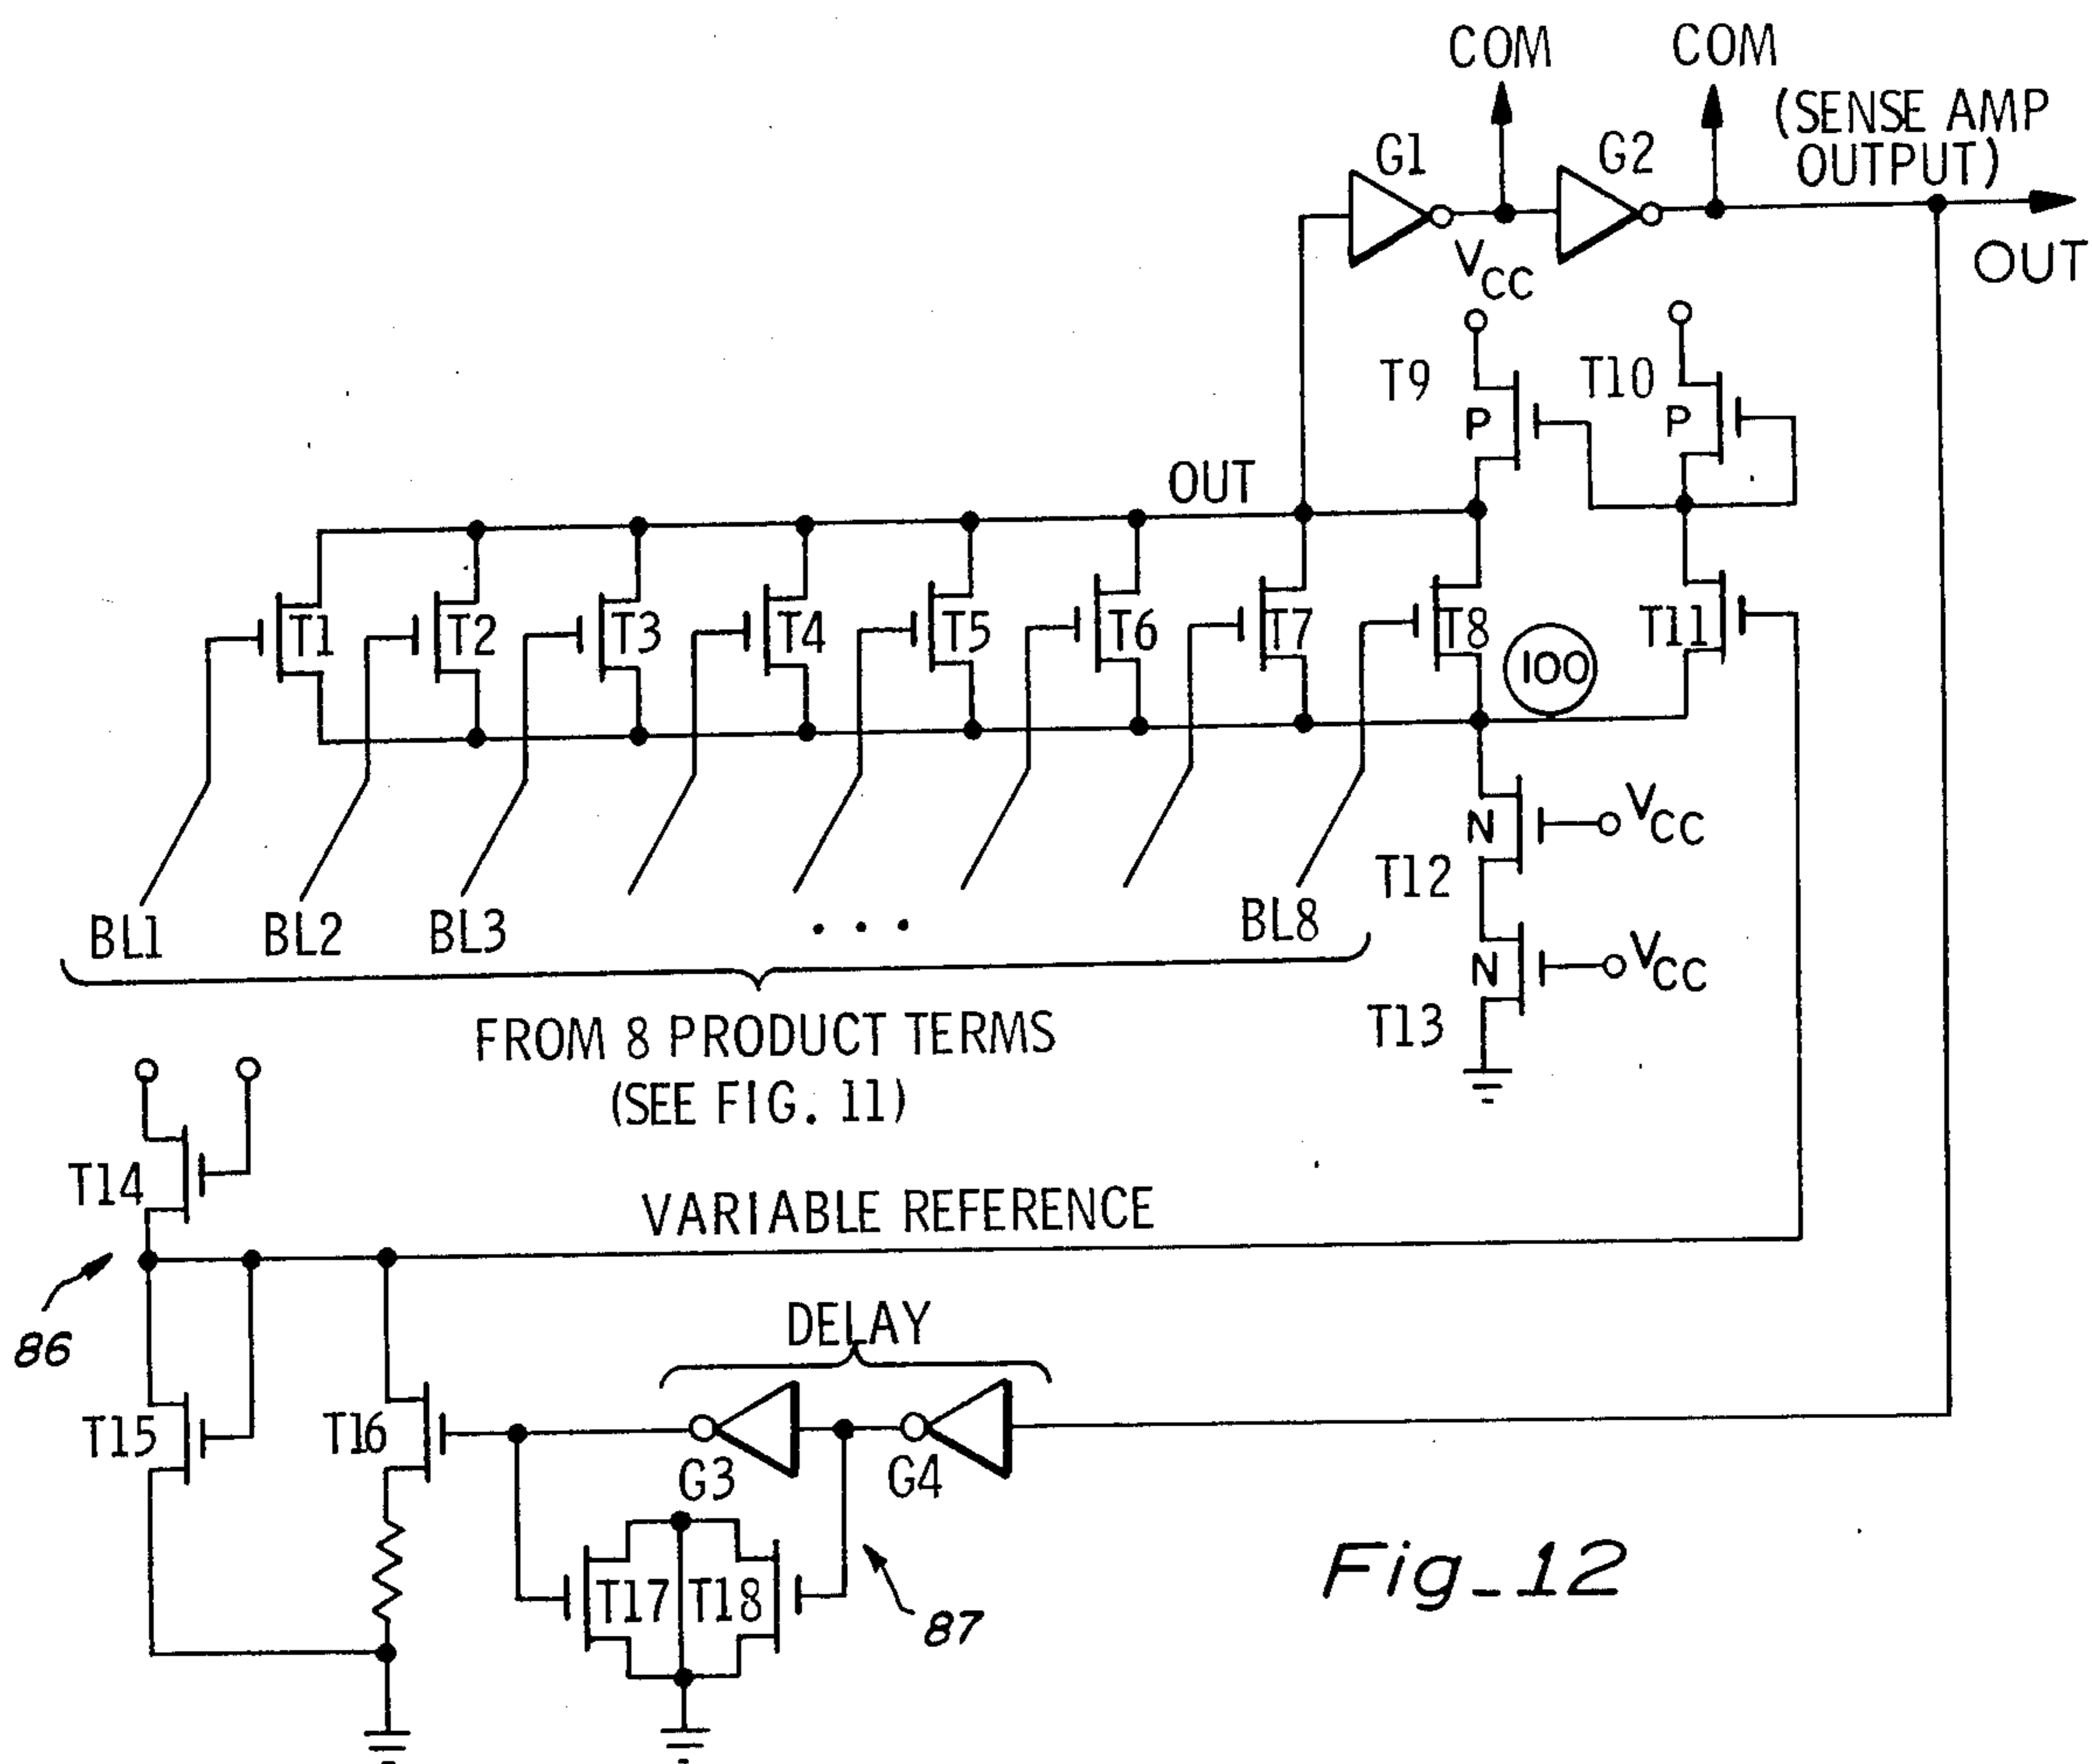 COM COM
(SENSE AMP
OUTPUT)
G1 G2
VCC
OUT
T9 P T10 P
OUT
T1 T2 T3 T4 T5 T6 T7 T8 100 T11
N VCC
T12
BL1 BL2 BL3 . . . BL8
N VCC
T13
FROM 8 PRODUCT TERMS
(SEE FIG. 11)
T14
VARIABLE REFERENCE
86
DELAY
T15 T16
G3 G4
T17 T18
87
Fig_12